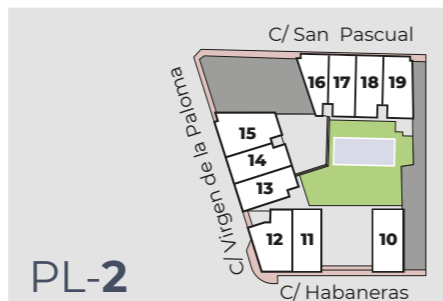 C/ San Pascual
16 17 18 19
C/ Virgen de la Paloma
15
14
13
12 11 10
PL-2
C/ Habaneras